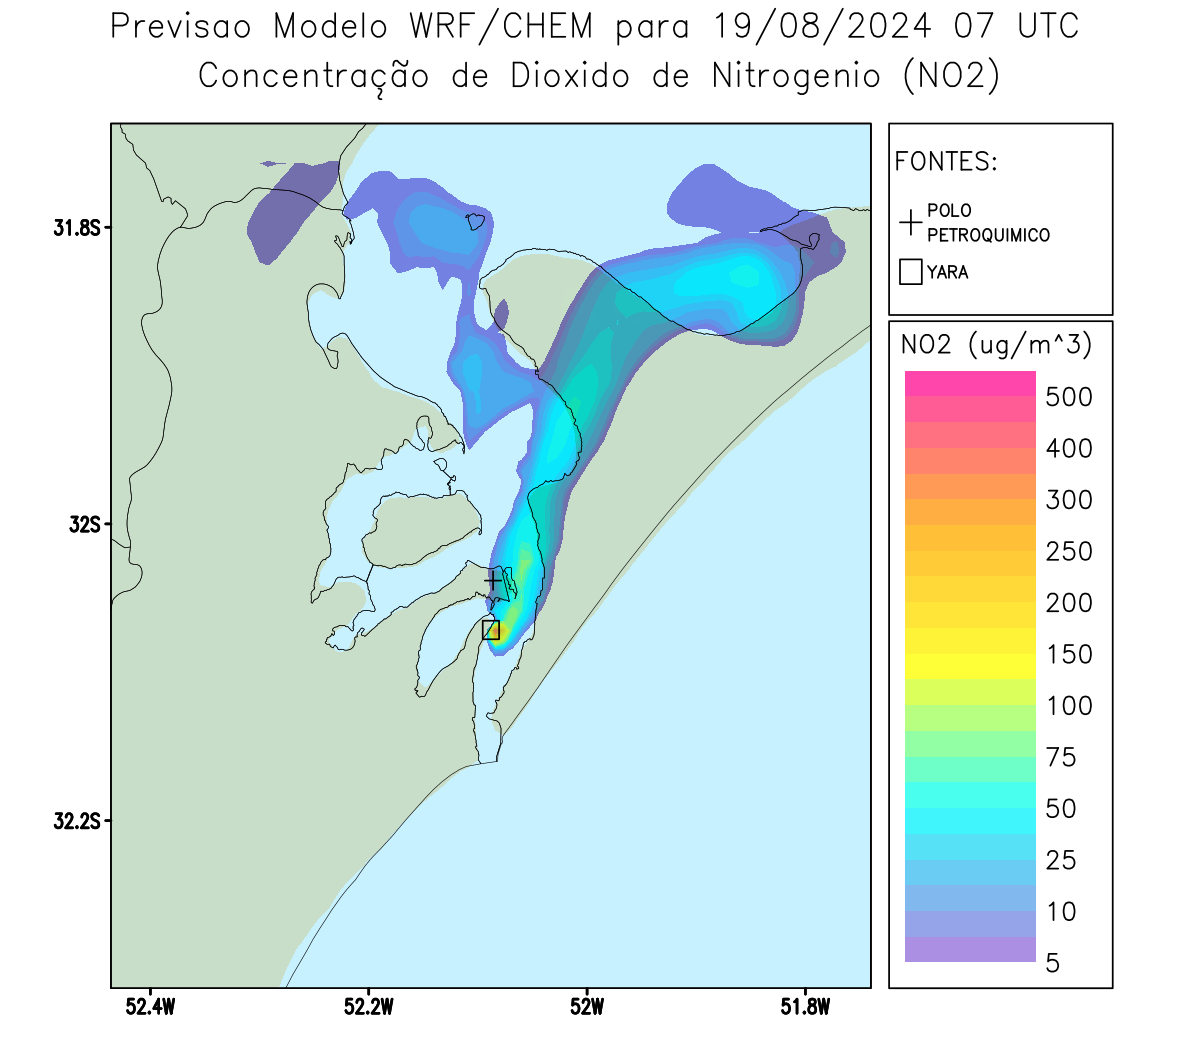 Previsao Modelo WRF/CHEM para 19/08/2024 07 UTC
Concentração de Dioxido de Nitrogenio (NO2)
FONTES:
POLO
PETROQUIMICO
YARA
31.8S
32S
32.2S
52.4W
52.2W
52W
51.8W
NO2 (ug/m^3)
500
400
300
250
200
150
100
75
50
25
10
5